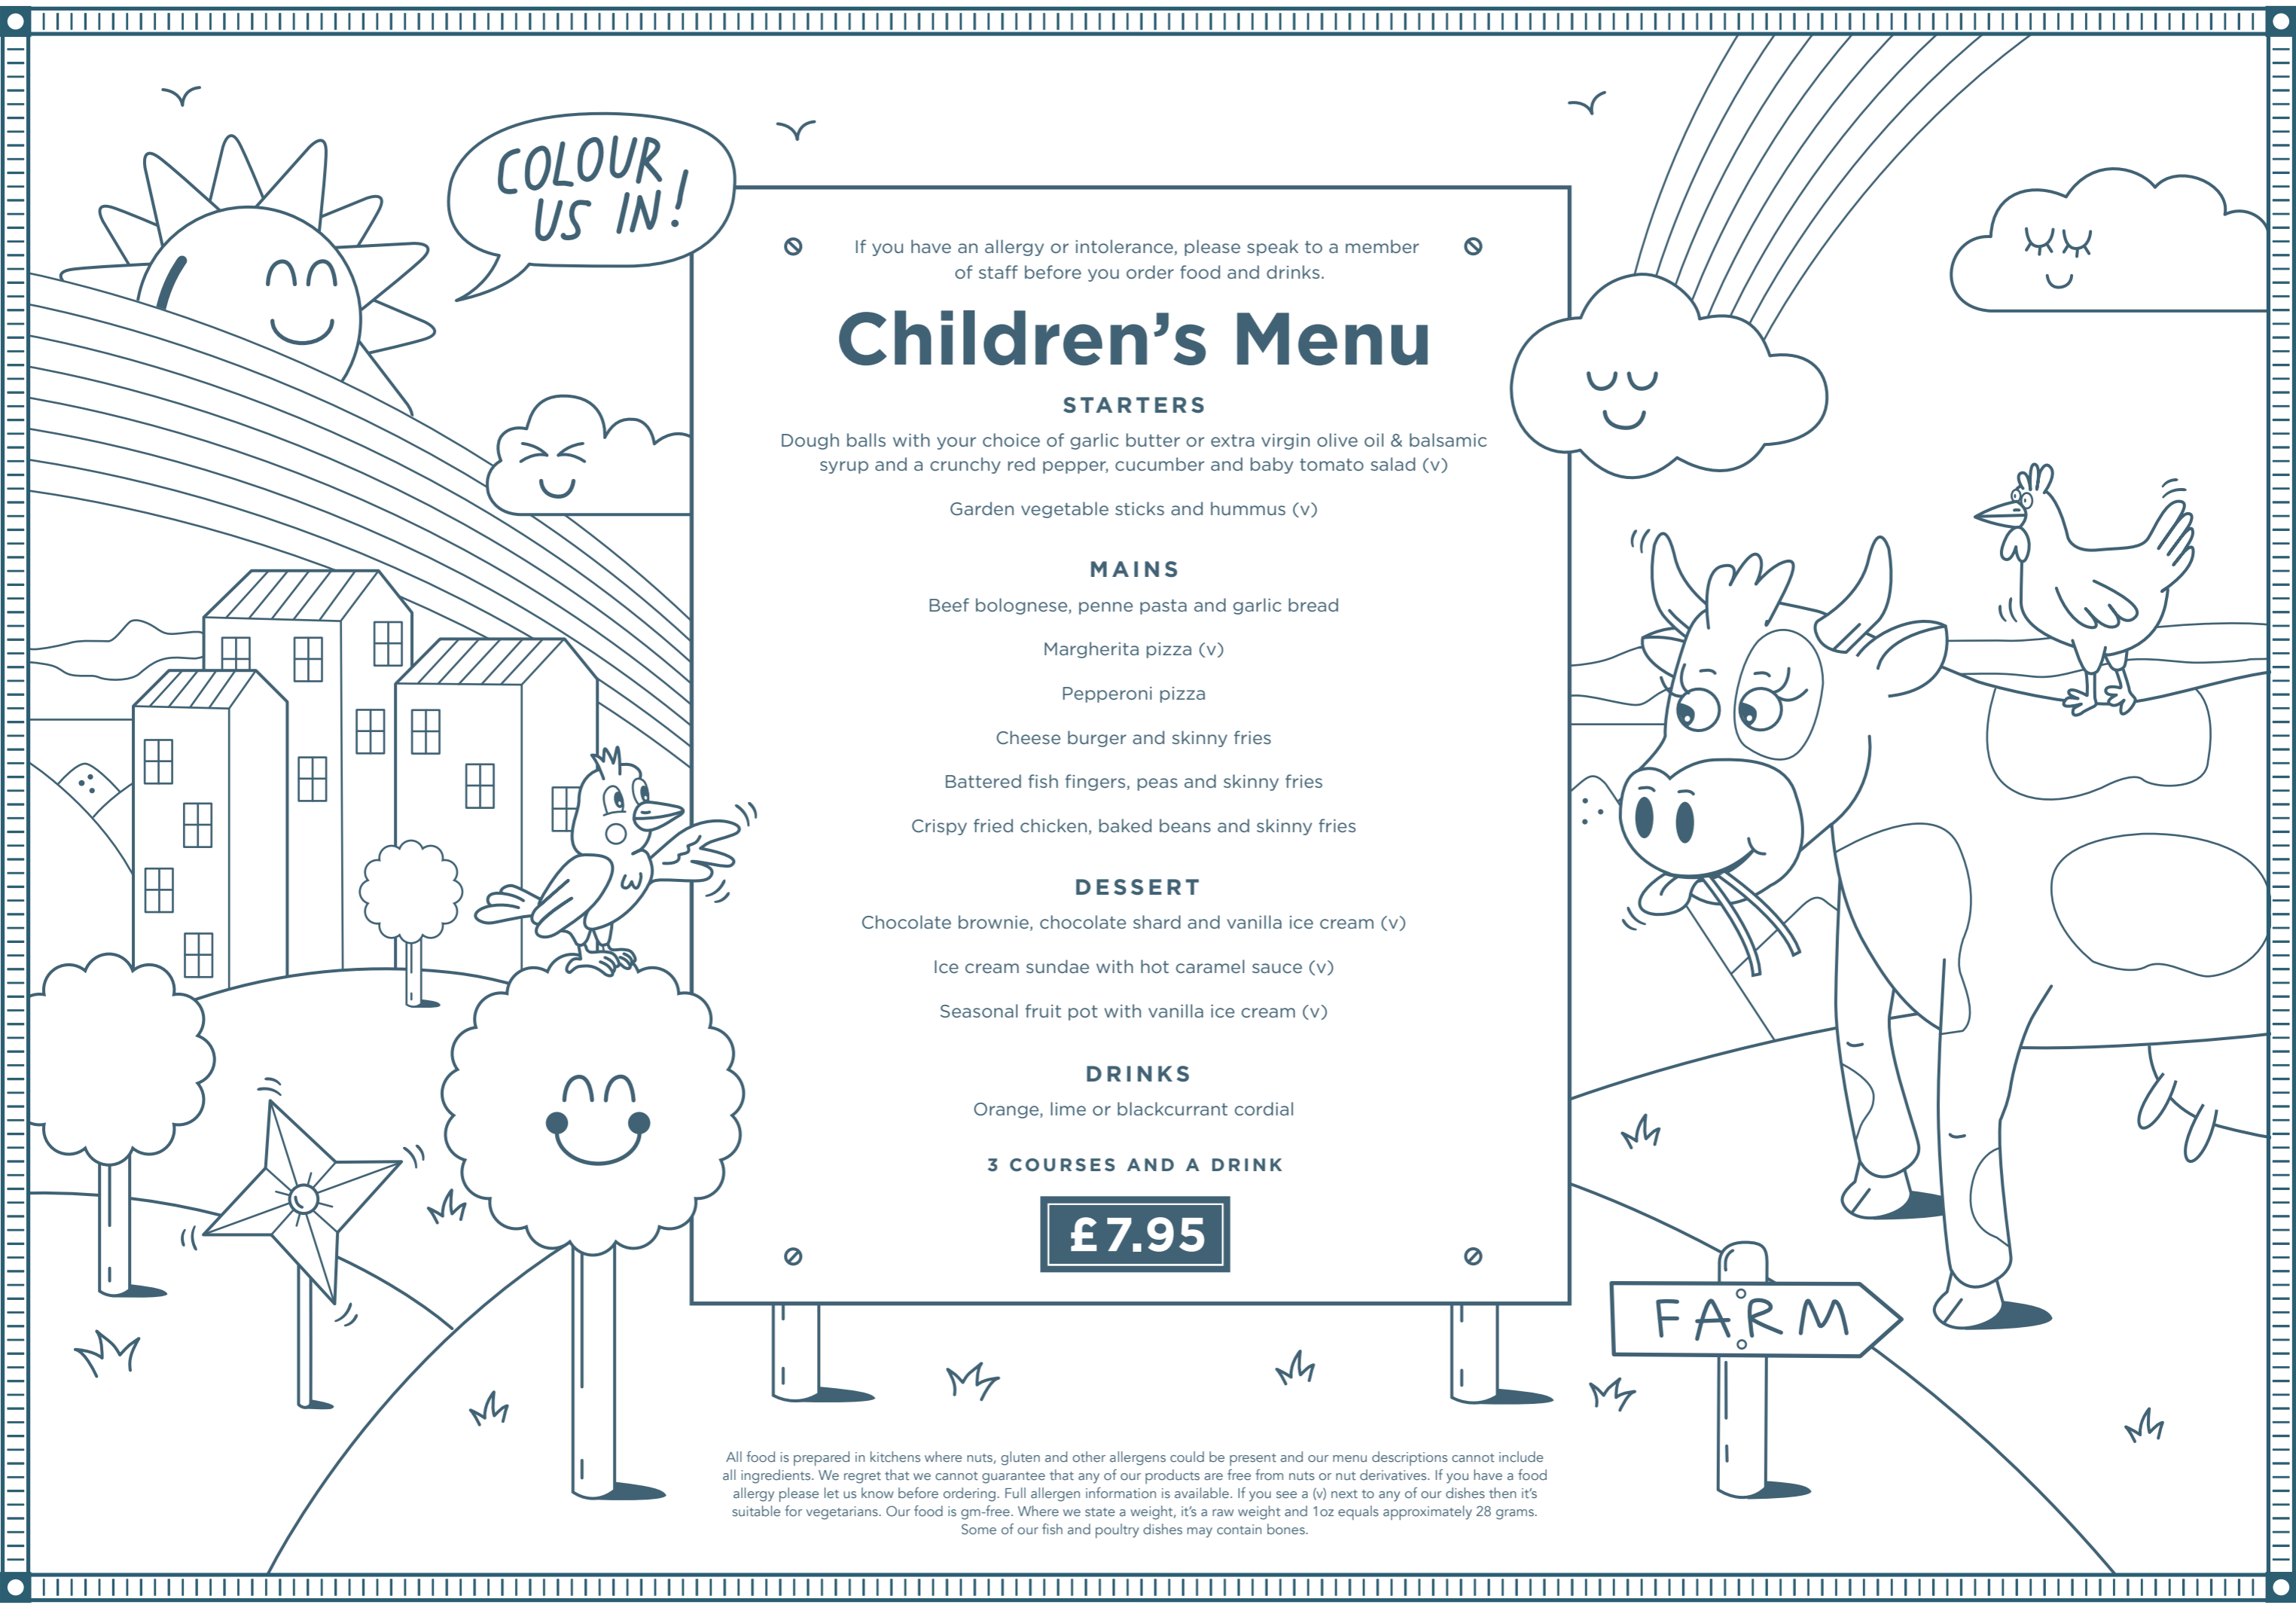 COLOUR
US IN!
If you have an allergy or intolerance, please speak to a member
of staff before you order food and drinks.
Children’s Menu
STARTERS
Dough balls with your choice of garlic butter or extra virgin olive oil & balsamic
syrup and a crunchy red pepper, cucumber and baby tomato salad (v)
Garden vegetable sticks and hummus (v)
MAINS
Beef bolognese, penne pasta and garlic bread
Margherita pizza (v)
Pepperoni pizza
Cheese burger and skinny fries
Battered fish fingers, peas and skinny fries
Crispy fried chicken, baked beans and skinny fries
DESSERT
Chocolate brownie, chocolate shard and vanilla ice cream (v)
Ice cream sundae with hot caramel sauce (v)
Seasonal fruit pot with vanilla ice cream (v)
DRINKS
Orange, lime or blackcurrant cordial
3 COURSES AND A DRINK
£7.95
FARM
All food is prepared in kitchens where nuts, gluten and other allergens could be present and our menu descriptions cannot include
all ingredients. We regret that we cannot guarantee that any of our products are free from nuts or nut derivatives. If you have a food
allergy please let us know before ordering. Full allergen information is available. If you see a (v) next to any of our dishes then it’s
suitable for vegetarians. Our food is gm-free. Where we state a weight, it’s a raw weight and 1oz equals approximately 28 grams.
Some of our fish and poultry dishes may contain bones.